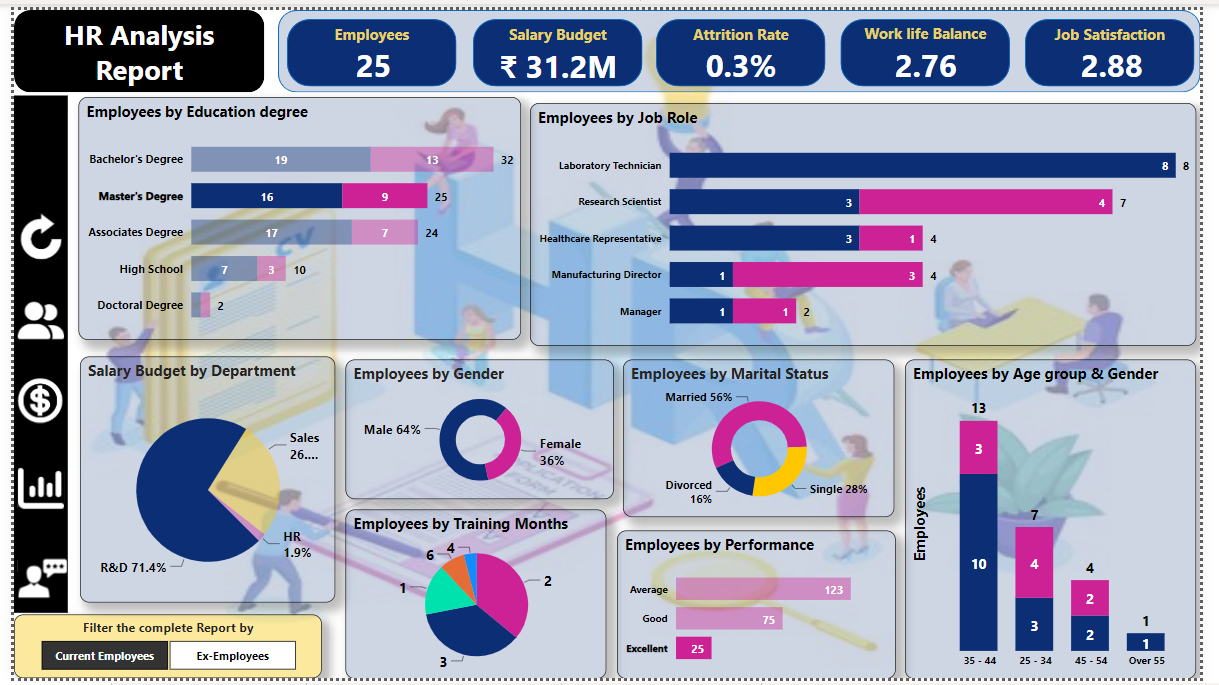 HR Analysis
Report
Employees
25
Salary Budget
₹ 31.2M
Attrition Rate
0.3%
Work life Balance
2.76
Job Satisfaction
2.88
Employees by Education degree
Bachelor's Degree 19 13 32
Master's Degree 16 9 25
Associates Degree 17 7 24
High School 7 3 10
Doctoral Degree 2
CV
Employees by Job Role
Laboratory Technician 8 8
Research Scientist 3 4 7
Healthcare Representative 3 1 4
Manufacturing Director 1 3 4
Manager 1 1 2
Salary Budget by Department
Sales
26....
HR
1.9%
R&D 71.4%
Employees by Gender
Male 64%
Female
36%
APPLICATION
FORM
Employees by Training Months
4
6
2
1
3
Employees by Marital Status
Married 56%
Divorced
16%
Single 28%
Employees by Performance
Average 123
Good 75
Excellent 25
Employees by Age group & Gender
Employees
13
3
10
7
4
3
4
2
2
1
1
35 - 44 25 - 34 45 - 54 Over 55
Filter the complete Report by
Current Employees Ex-Employees